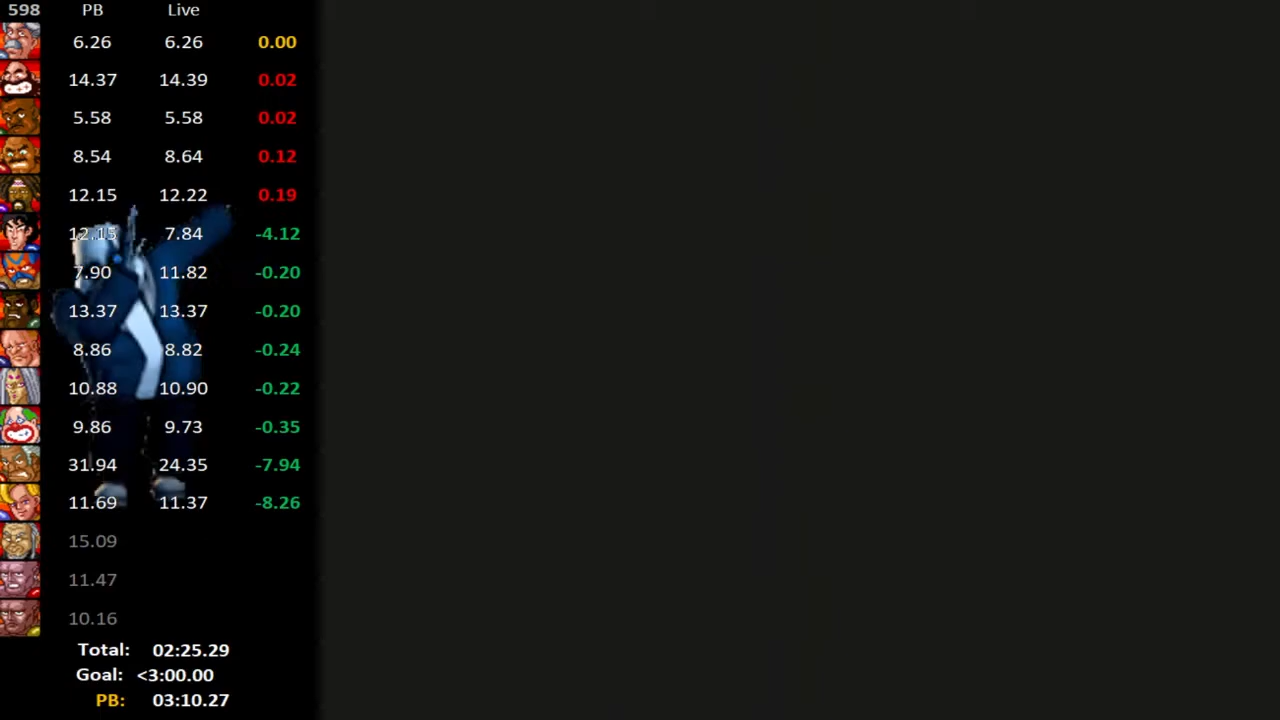 598 PB Live
6.26 6.26 0.00
14.37 14.39 0.02
5.58 5.58 0.02
8.54 8.64 0.12
12.15 12.22 0.19
12.15 7.84 -4.12
7.90 11.82 -0.20
13.37 13.37 -0.20
8.86 8.82 -0.24
10.88 10.90 -0.22
9.86 9.73 -0.35
31.94 24.35 -7.94
11.69 11.37 -8.26
15.09
11.47
10.16
Total: 02:25.29
Goal: <3:00.00
PB: 03:10.27